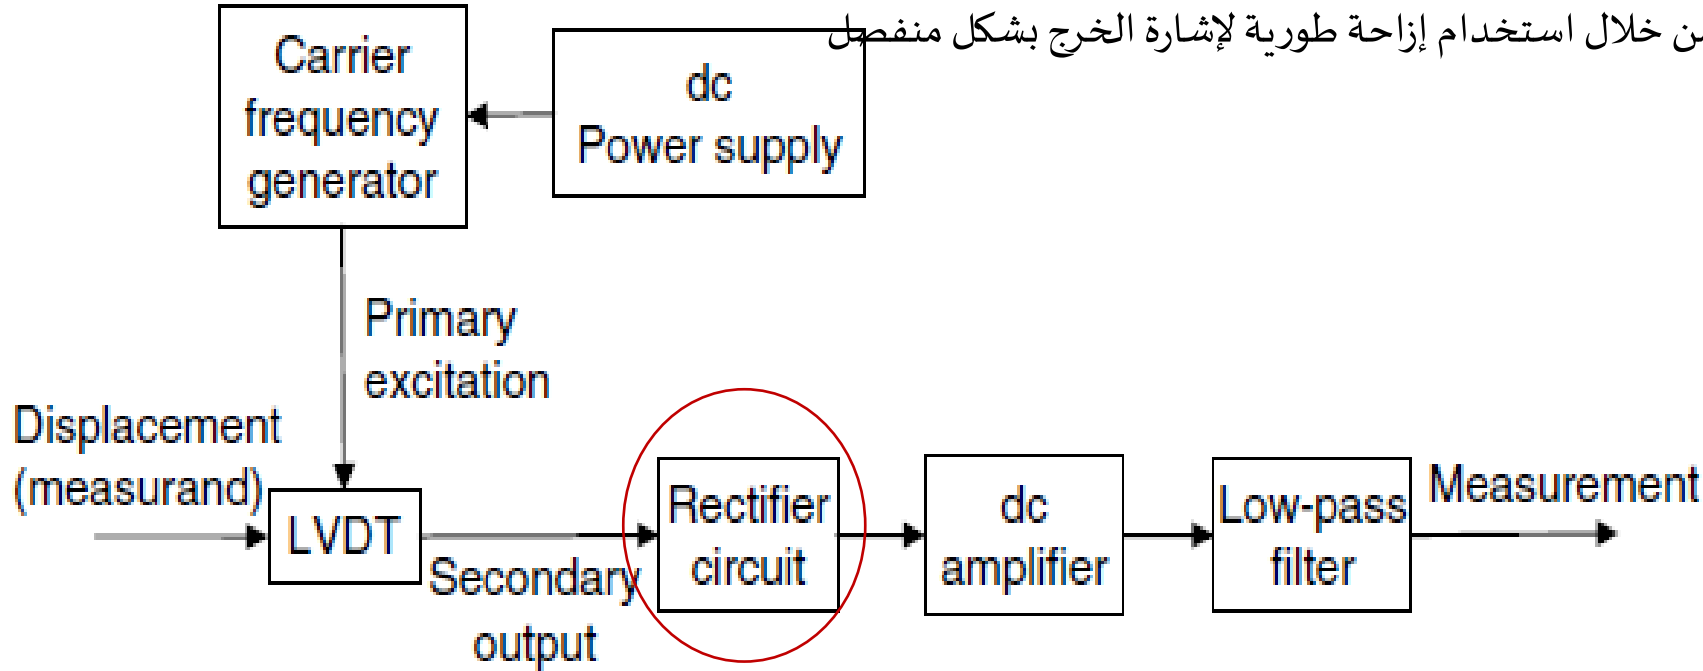 خلال استخدام إزاحة طورية لإشارة الخرج بشكل منفصل
Carrier
frequency
generator
dc
Power supply
Primary
excitation
Displacement
(measurand)
LVDT
Secondary
output
Rectifier
circuit
dc
amplifier
Low-pass
filter
Measurement